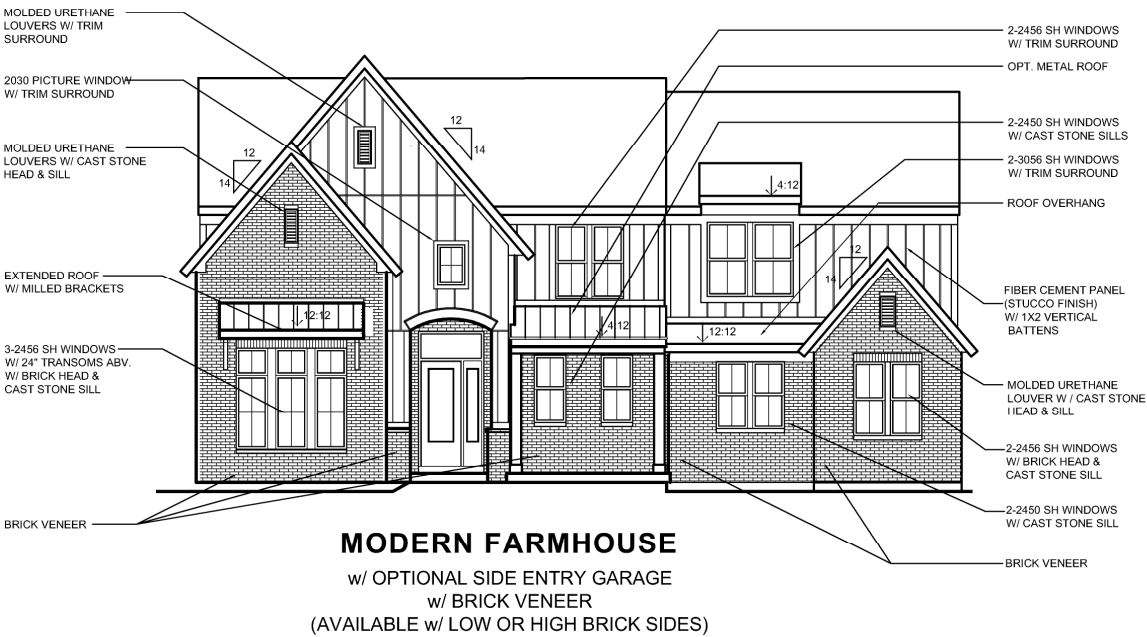 MOLDED URETHANE
LOUVERS W/ TRIM
SURROUND
2030 PICTURE WINDOW
W/ TRIM SURROUND
MOLDED URETHANE
LOUVERS W/ CAST STONE
HEAD & SILL
EXTENDED ROOF
W/ MILLED BRACKETS
3-2456 SH WINDOWS
W/ 24" TRANSOMS ABV.
W/ BRICK HEAD &
CAST STONE SILL
BRICK VENEER
12
14
12
14
12:12
4:12
4:12
12:12
12
14
2-2456 SH WINDOWS
W/ TRIM SURROUND
OPT. METAL ROOF
2-2450 SH WINDOWS
W/ CAST STONE SILLS
2-3056 SH WINDOWS
W/ TRIM SURROUND
ROOF OVERHANG
FIBER CEMENT PANEL
(STUCCO FINISH)
W/ 1X2 VERTICAL
BATTENS
MOLDED URETHANE
LOUVER W / CAST STONE
HEAD & SILL
2-2456 SH WINDOWS
W/ BRICK HEAD &
CAST STONE SILL
2-2450 SH WINDOWS
W/ CAST STONE SILL
BRICK VENEER
MODERN FARMHOUSE
w/ OPTIONAL SIDE ENTRY GARAGE
w/ BRICK VENEER
(AVAILABLE w/ LOW OR HIGH BRICK SIDES)